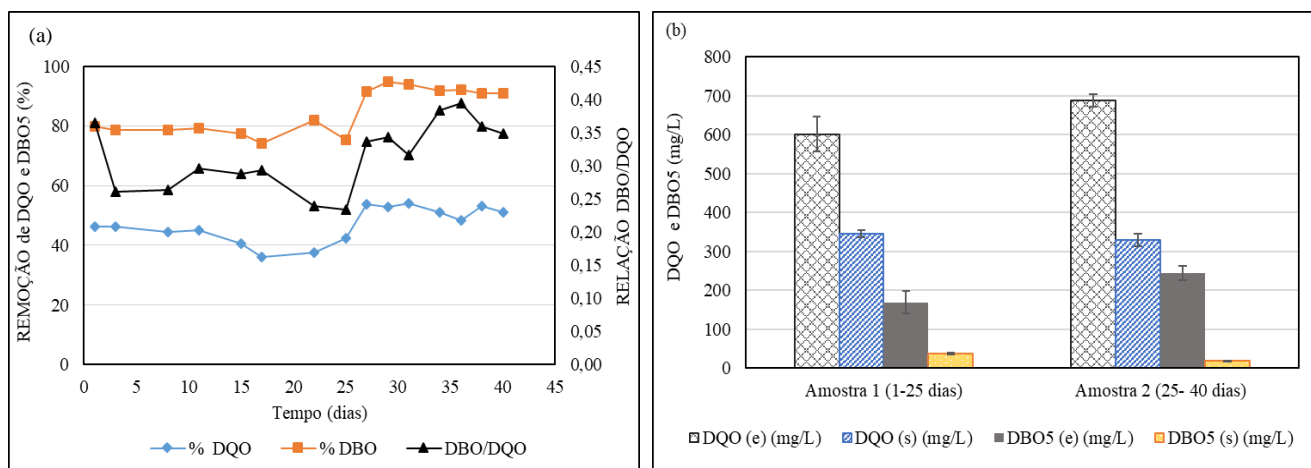 (a)
REMOÇÃO de DQO e DBO5 (%)
100
80
60
40
20
0
0,45
0,40
0,35
0,30
0,25
0,20
0,15
0,10
0,05
0,00
RELAÇÃO DBO/DQO
0 5 10 15 20 25 30 35 40 45
Tempo (dias)
% DQO % DBO DBO/DQO
(b)
DQO e DBO5 (mg/L)
800
700
600
500
400
300
200
100
0
Amostra 1 (1-25 dias) Amostra 2 (25- 40 dias)
DQO (e) (mg/L) DQO (s) (mg/L) DBO5 (e) (mg/L) DBO5 (s) (mg/L)